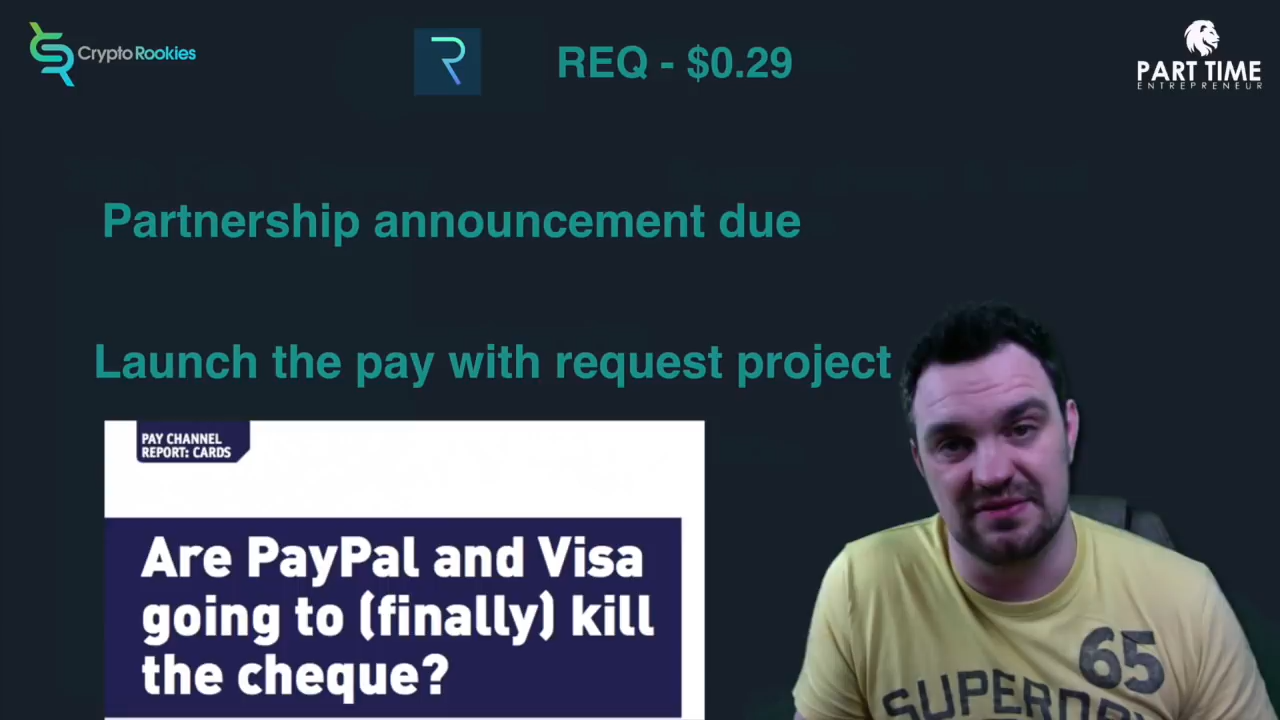 Crypto Rookies
REQ - $0.29
PART TIME
ENTREPRENEUR
Partnership announcement due
Launch the pay with request project
PAY CHANNEL
REPORT: CARDS
Are PayPal and Visa
going to (finally) kill
the cheque?
65